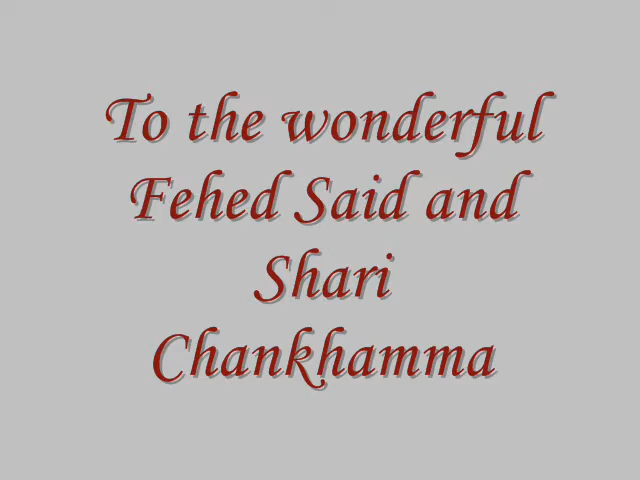 To the wonderful
Fehed Said and
Shari
Chankhamma